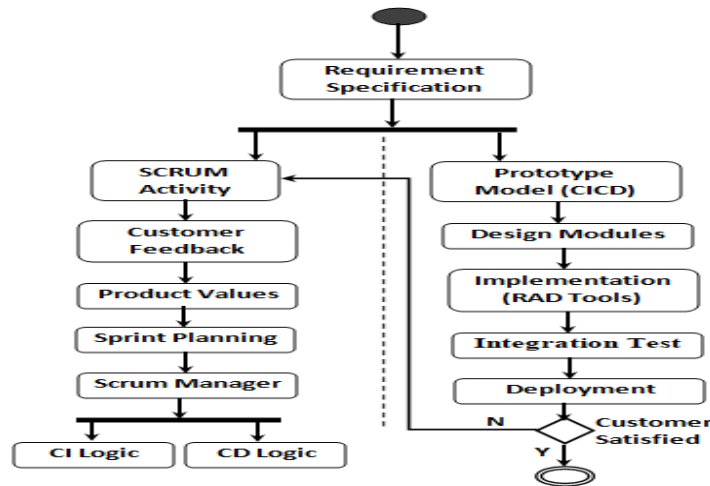 Requirement
Specification
SCRUM
Activity
Customer
Feedback
Product Values
Sprint Planning
Scrum Manager
CI Logic
CD Logic
Prototype
Model (CICD)
Design Modules
Implementation
(RAD Tools)
Integration Test
Deployment
N
Customer
Satisfied
Y